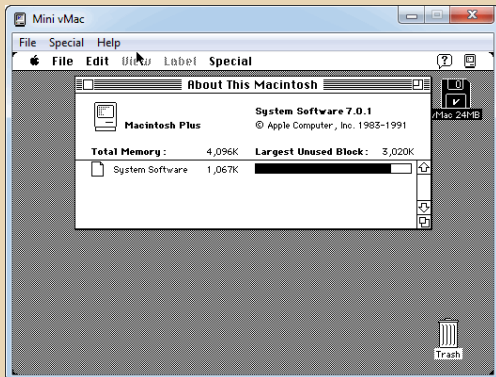 Mini vMac
File Special Help
File Edit View Label Special
About This Macintosh
System Software 7.0.1
Macintosh Plus
© Apple Computer, Inc. 1983-1991
Total Memory : 4,096K Largest Unused Block : 3,020K
System Software 1,067K
vMac 24MB
Trash